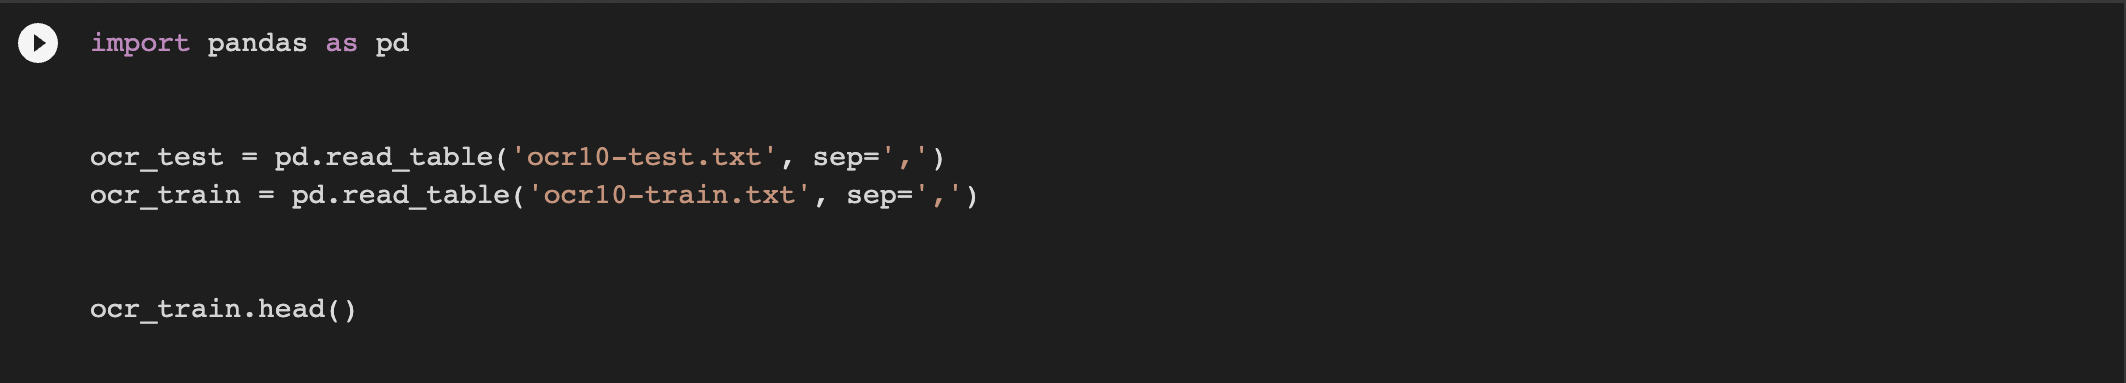 import pandas as pd
ocr_test = pd.read_table('ocr10-test.txt', sep=',')
ocr_train = pd.read_table('ocr10-train.txt', sep=',')
ocr_train.head()